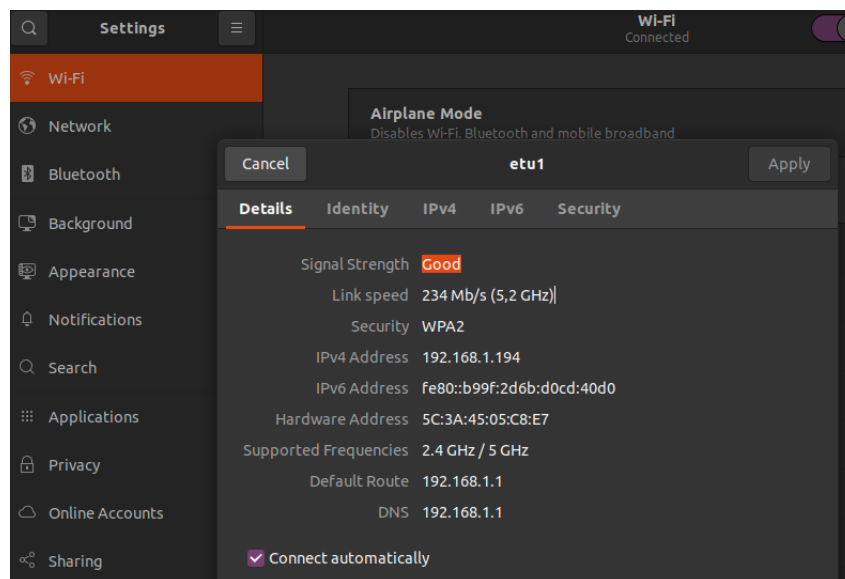 Settings
Wi-Fi
Connected
Wi-Fi
Network
Bluetooth
Background
Appearance
Notifications
Search
Applications
Privacy
Online Accounts
Sharing
Airplane Mode
Disables Wi-Fi, Bluetooth and mobile broadband
Cancel
etu1
Apply
Details Identity IPv4 IPv6 Security
Signal Strength Good
Link speed 234 Mb/s (5,2 GHz)
Security WPA2
IPv4 Address 192.168.1.194
IPv6 Address fe80::b99f:2d6b:d0cd:40d0
Hardware Address 5C:3A:45:05:C8:E7
Supported Frequencies 2.4 GHz / 5 GHz
Default Route 192.168.1.1
DNS 192.168.1.1
Connect automatically